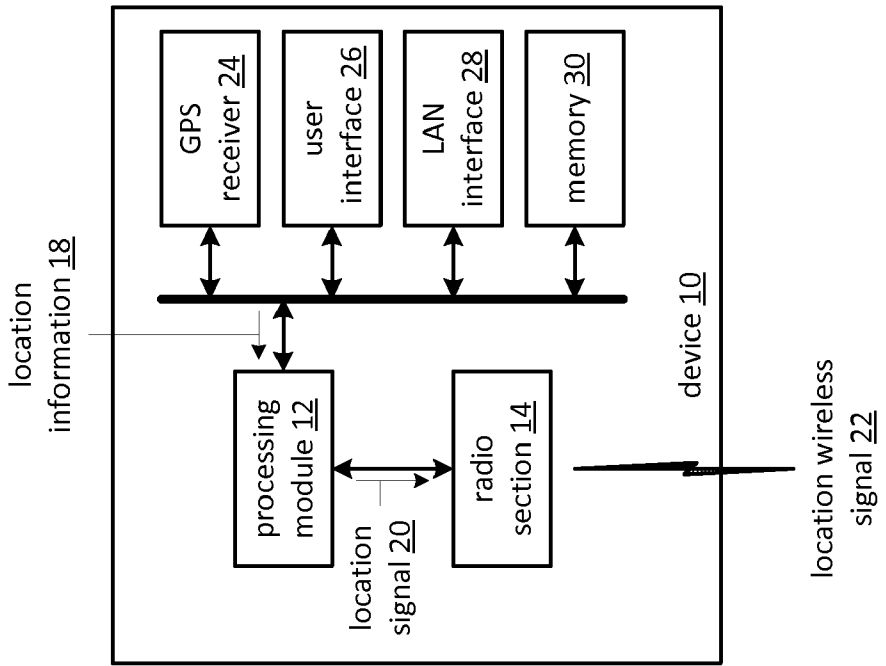 location
information 18
GPS
receiver 24
user
interface 26
LAN
interface 28
memory 30
processing
module 12
location
signal 20
radio
section 14
device 10
location wireless
signal 22